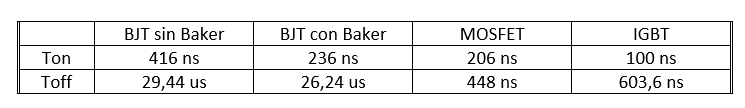 BJT sin Baker BJT con Baker MOSFET IGBT
Ton 416 ns 236 ns 206 ns 100 ns
Toff 29,44 us 26,24 us 448 ns 603,6 ns